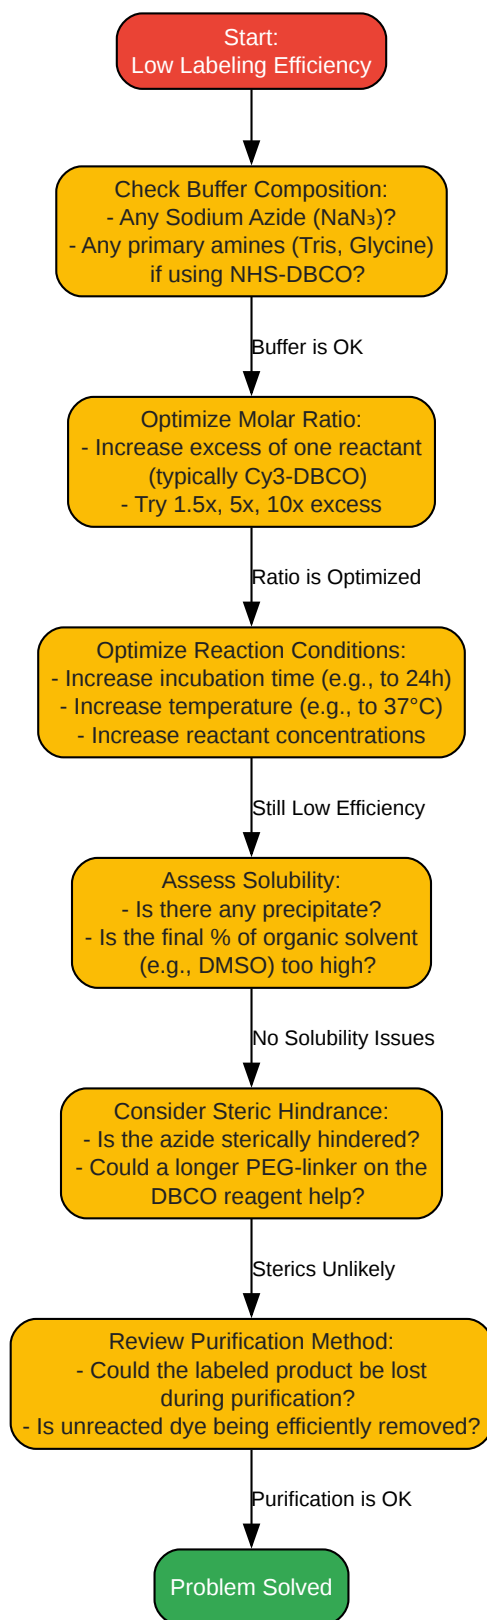 Start:
Low Labeling Efficiency
Check Buffer Composition:
- Any Sodium Azide (NaN₃)?
- Any primary amines (Tris, Glycine)
if using NHS-DBCO?
Buffer is OK
Optimize Molar Ratio:
- Increase excess of one reactant
(typically Cy3-DBCO)
- Try 1.5x, 5x, 10x excess
Ratio is Optimized
Optimize Reaction Conditions:
- Increase incubation time (e.g., to 24h)
- Increase temperature (e.g., to 37°C)
- Increase reactant concentrations
Still Low Efficiency
Assess Solubility:
- Is there any precipitate?
- Is the final % of organic solvent
(e.g., DMSO) too high?
No Solubility Issues
Consider Steric Hindrance:
- Is the azide sterically hindered?
- Could a longer PEG-linker on the
DBCO reagent help?
Sterics Unlikely
Review Purification Method:
- Could the labeled product be lost
during purification?
- Is unreacted dye being efficiently removed?
Purification is OK
Problem Solved